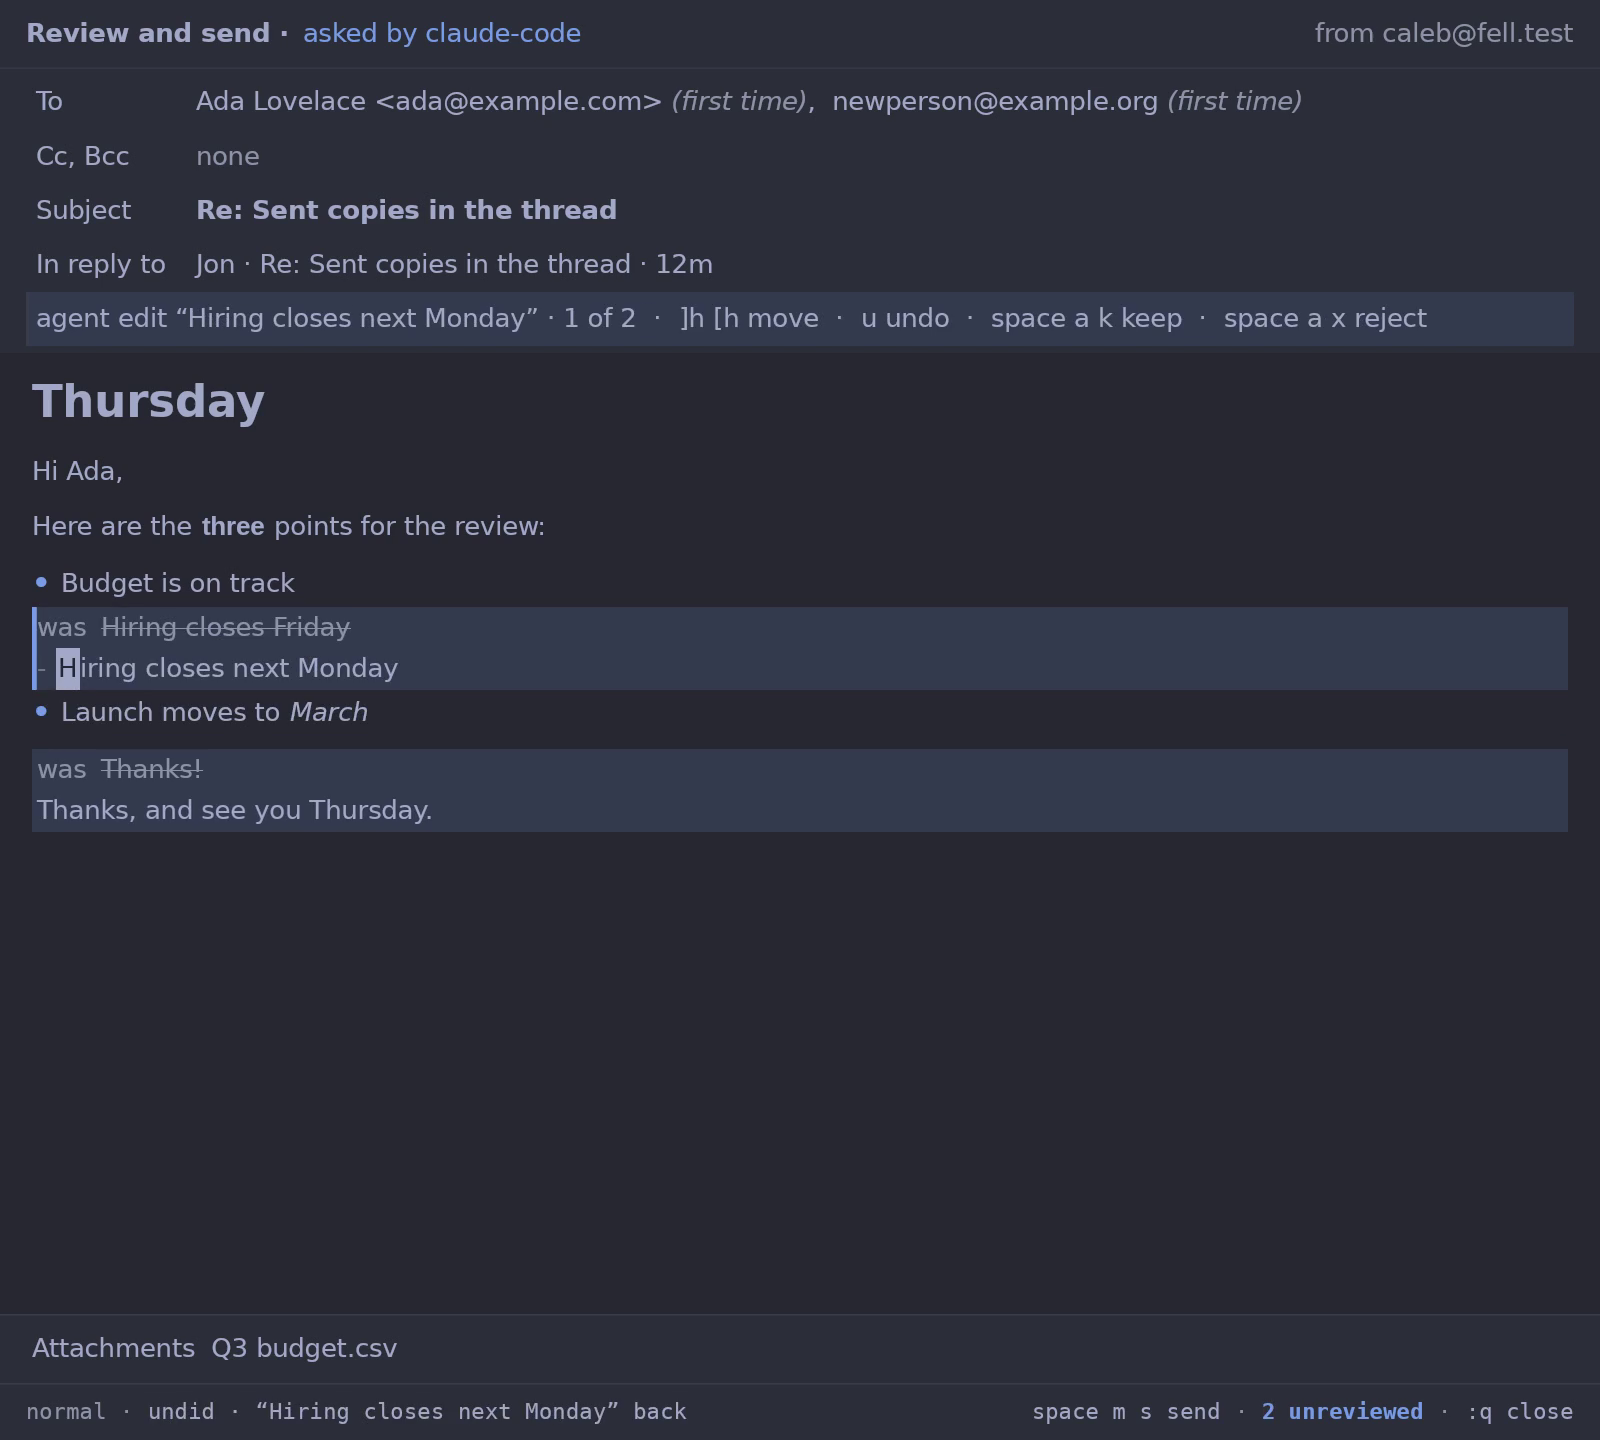 Review and send · asked by claude-code from caleb@fell.test
To Ada Lovelace <ada@example.com> (first time), newperson@example.org (first time)
Cc, Bcc none
Subject Re: Sent copies in the thread
In reply to Jon · Re: Sent copies in the thread · 12m
agent edit “Hiring closes next Monday” · 1 of 2 · ]h [h move · u undo · space a k keep · space a x reject
Thursday
Hi Ada,
Here are the three points for the review:
• Budget is on track
was Hiring closes Friday
- Hiring closes next Monday
• Launch moves to March
was Thanks!
Thanks, and see you Thursday.
Attachments Q3 budget.csv
normal · undid · “Hiring closes next Monday” back space m s send · 2 unreviewed · :q close